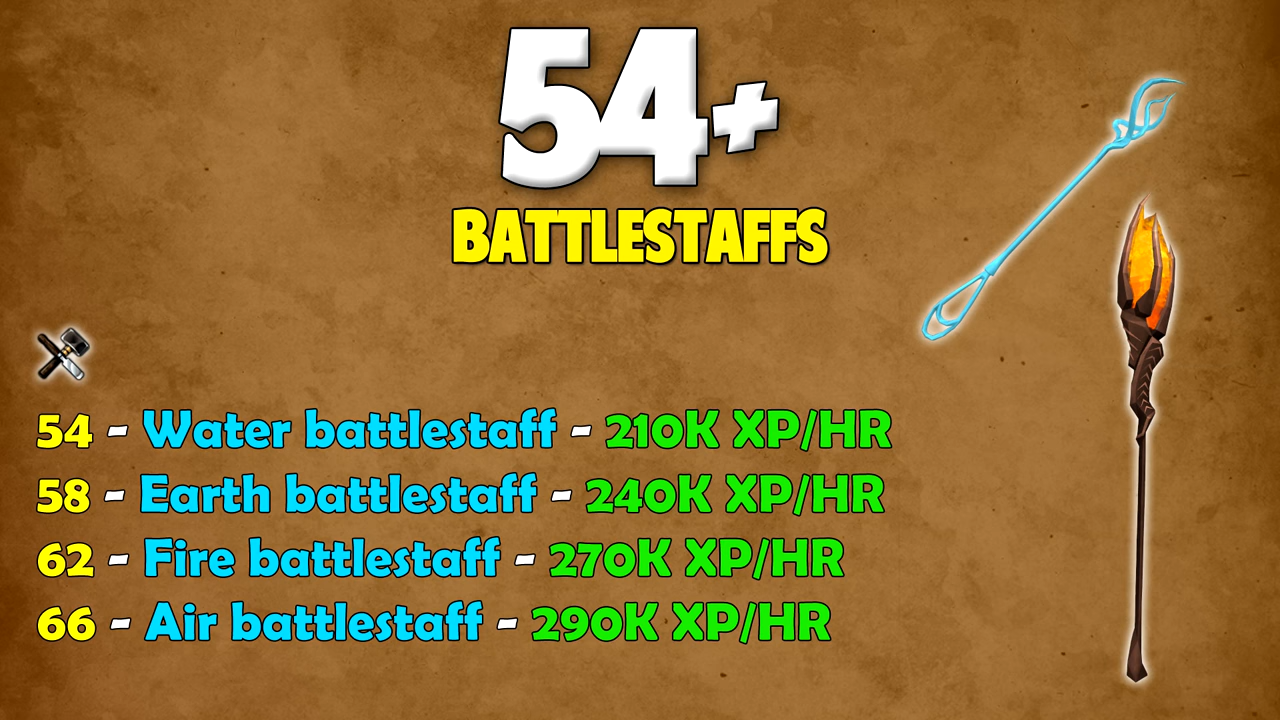 54+
BATTLESTAFFS
54 - Water battlestaff - 210K XP/HR
58 - Earth battlestaff - 240K XP/HR
62 - Fire battlestaff - 270K XP/HR
66 - Air battlestaff - 290K XP/HR